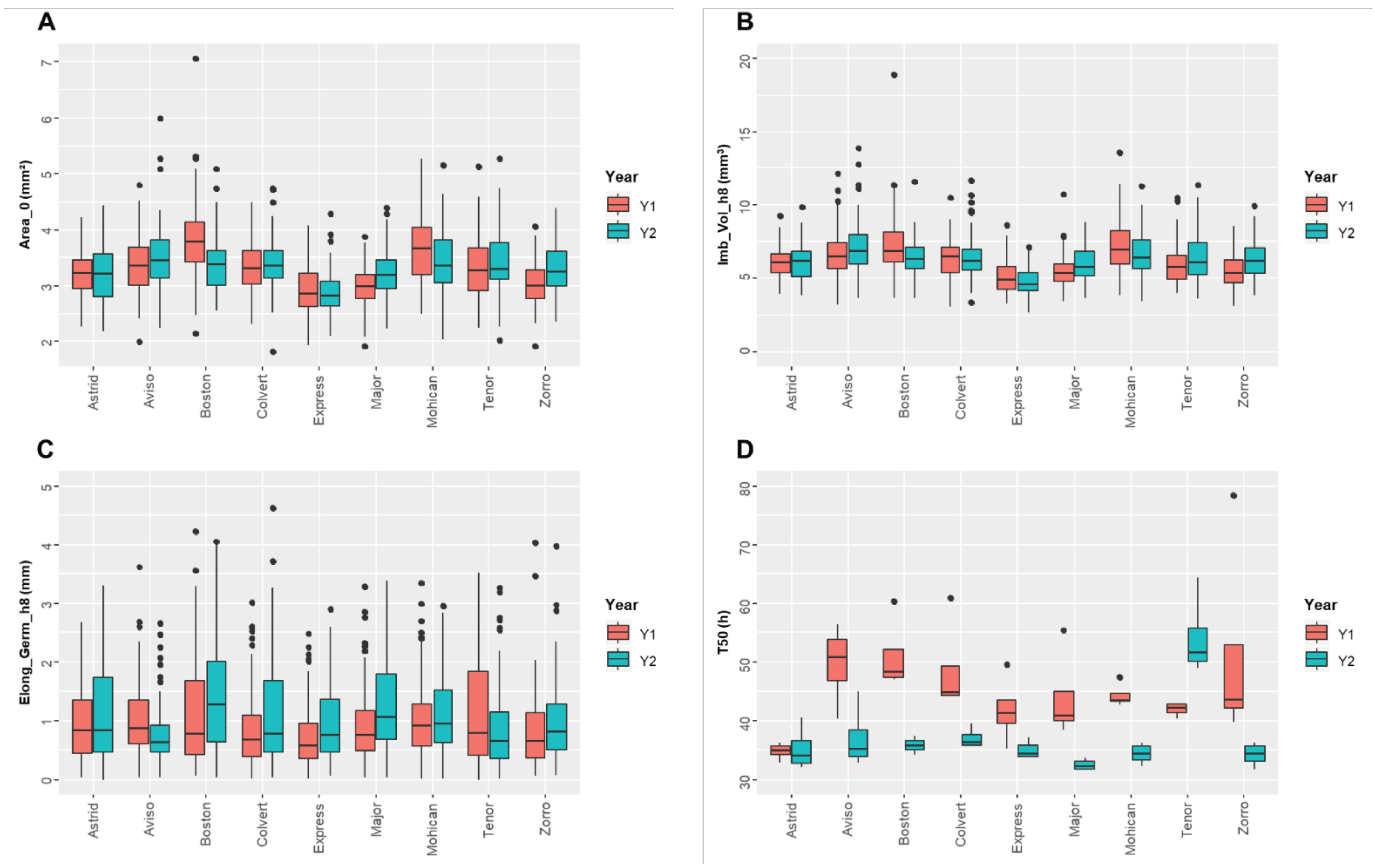 A
Area_0 (mm²)
7
6
5
4
3
2
Astrid
Aviso
Boston
Colvert
Express
Major
Mohican
Tenor
Zorro
Year
Y1
Y2
B
Imb_Vol_h8 (mm³)
20
15
10
5
0
Astrid
Aviso
Boston
Colvert
Express
Major
Mohican
Tenor
Zorro
Year
Y1
Y2
C
Elong_Germ_h8 (mm)
5
4
3
2
1
0
Astrid
Aviso
Boston
Colvert
Express
Major
Mohican
Tenor
Zorro
Year
Y1
Y2
D
T50 (h)
80
70
60
50
40
30
Astrid
Aviso
Boston
Colvert
Express
Major
Mohican
Tenor
Zorro
Year
Y1
Y2